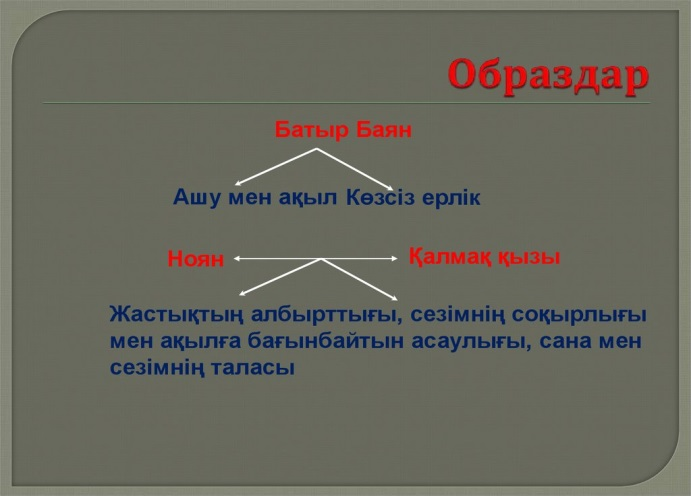 Образдар
Батыр Баян
Ашу мен ақыл Көзсіз ерлік
Ноян Қалмақ қызы
Жастықтың албырттығы, сезімнің соқырлығы
мен ақылға бағынбайтын асаулығы, сана мен
сезімнің таласы